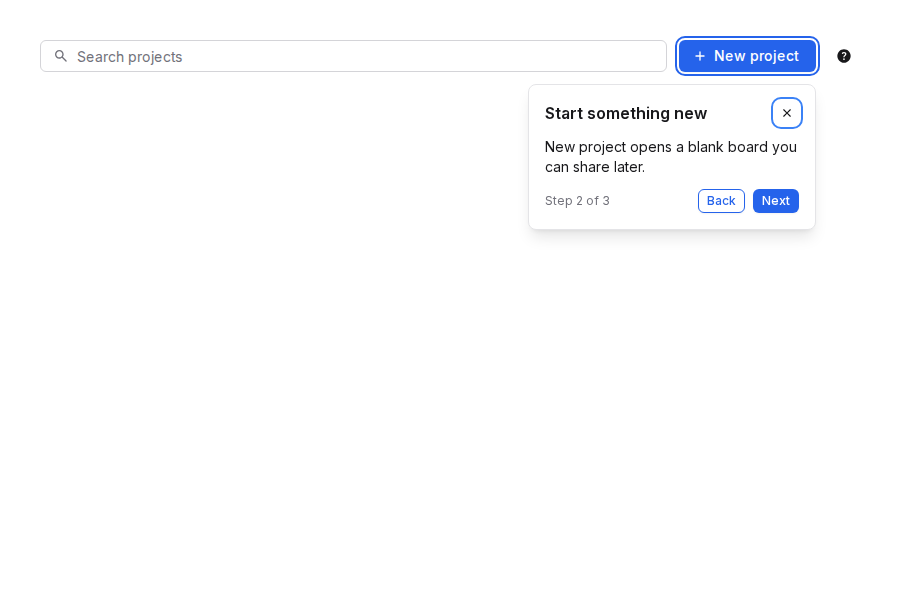 Search projects
New project
Start something new
New project opens a blank board you
can share later.
Step 2 of 3
Back
Next